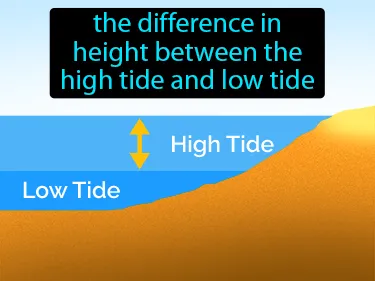 the difference in
height between the
high tide and low tide
High Tide
Low Tide